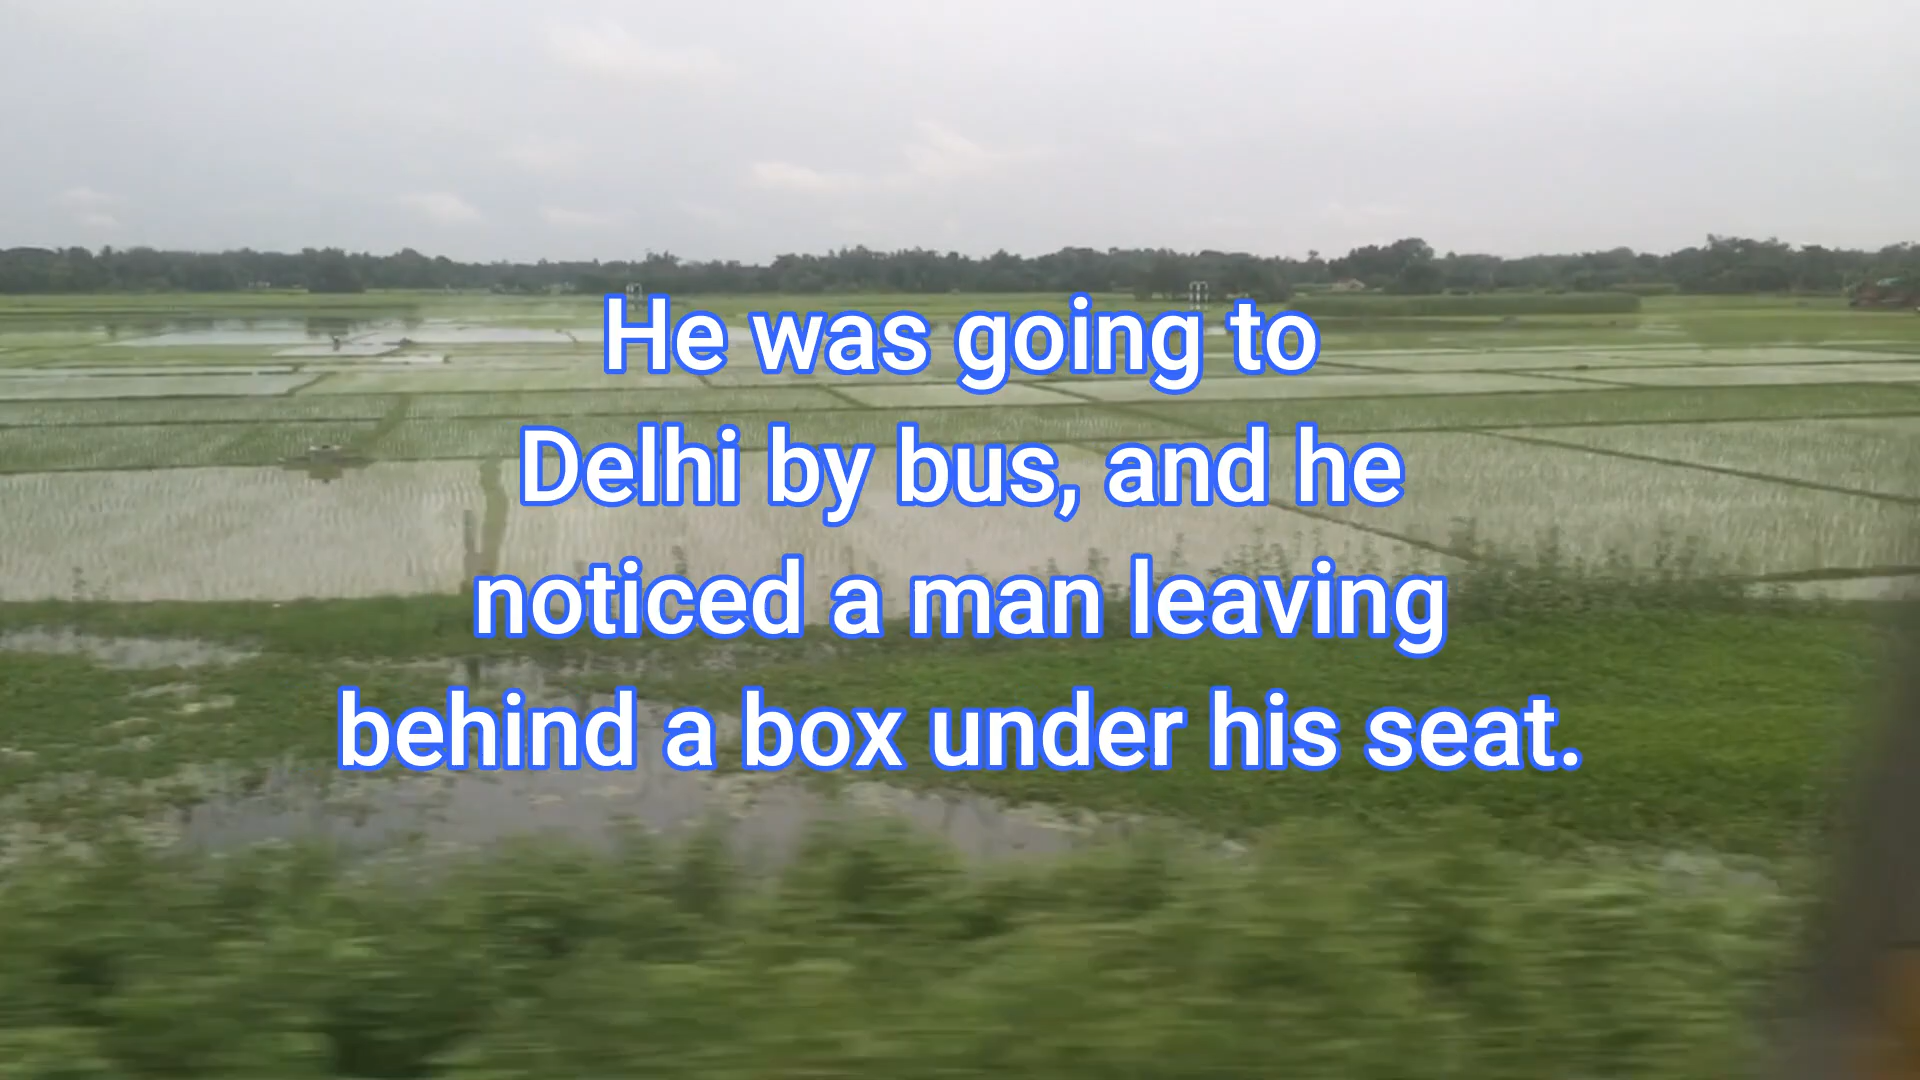 He was going to
Delhi by bus, and he
noticed a man leaving
behind a box under his seat.